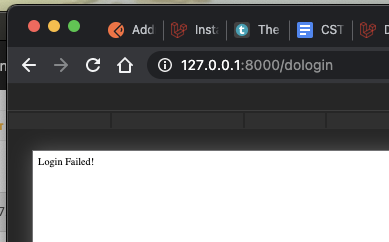 Add Insta The CST
127.0.0.1:8000/dologin
Login Failed!